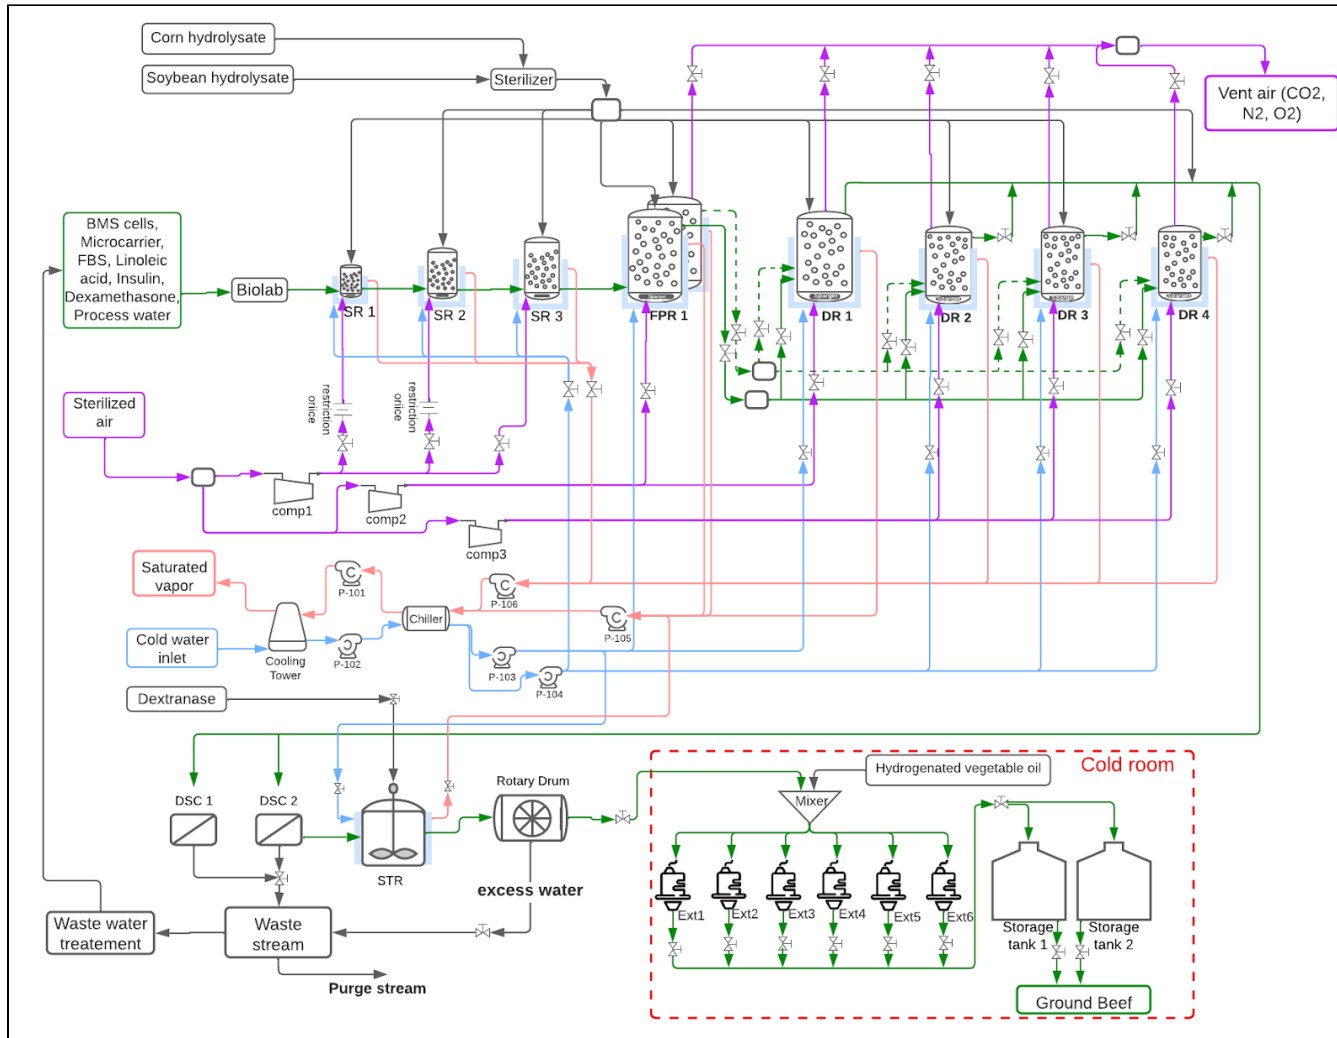 Corn hydrolysate
Soybean hydrolysate
Sterilizer
Vent air (CO2,
N2, O2)
BMS cells,
Microcarrier,
FBS, Linoleic
acid, Insulin,
Dexamethasone,
Process water
Biolab
SR 1
SR 2
SR 3
FPR 1
DR 1
DR 2
DR 3
DR 4
Sparger
restriction
oriice
restriction
oriice
Sterilized
air
comp1
comp2
comp3
Saturated
vapor
P-101
P-106
Chiller
P-105
Cold water
inlet
Cooling
Tower
P-102
P-103
P-104
Dextranase
DSC 1
DSC 2
STR
Rotary Drum
Cold room
Hydrogenated vegetable oil
Mixer
Ext1
Ext2
Ext3
Ext4
Ext5
Ext6
Storage
tank 1
Storage
tank 2
excess water
Waste water
treatement
Waste
stream
Purge stream
Ground Beef